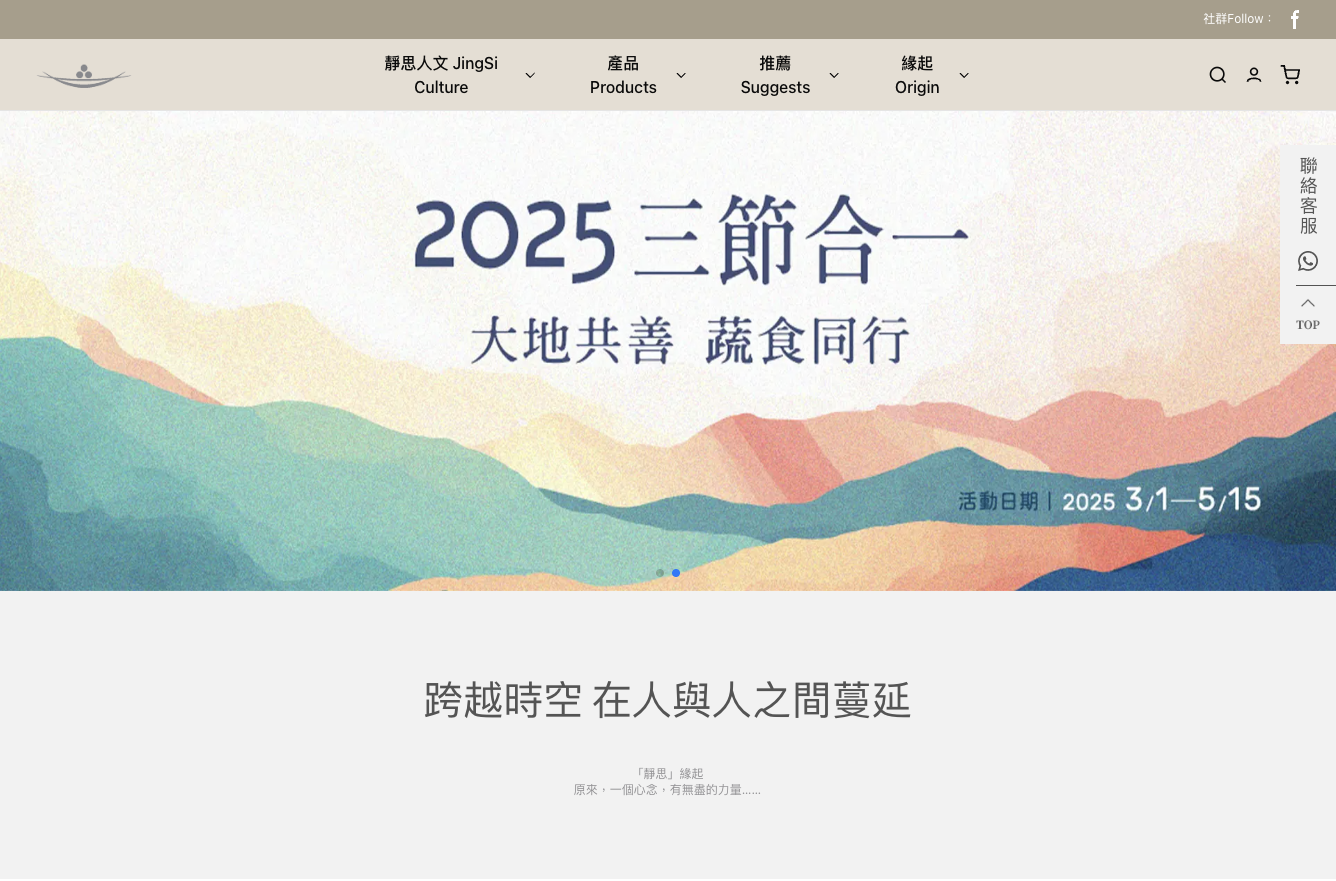 社群Follow：
靜思人文 JingSi
Culture
產品
Products
推薦
Suggests
緣起
Origin
2025三節合一
大地共善 蔬食同行
活動日期｜2025 3/1—5/15
聯絡客服
TOP
跨越時空 在人與人之間蔓延
「靜思」緣起
原來，一個心念，有無盡的力量......